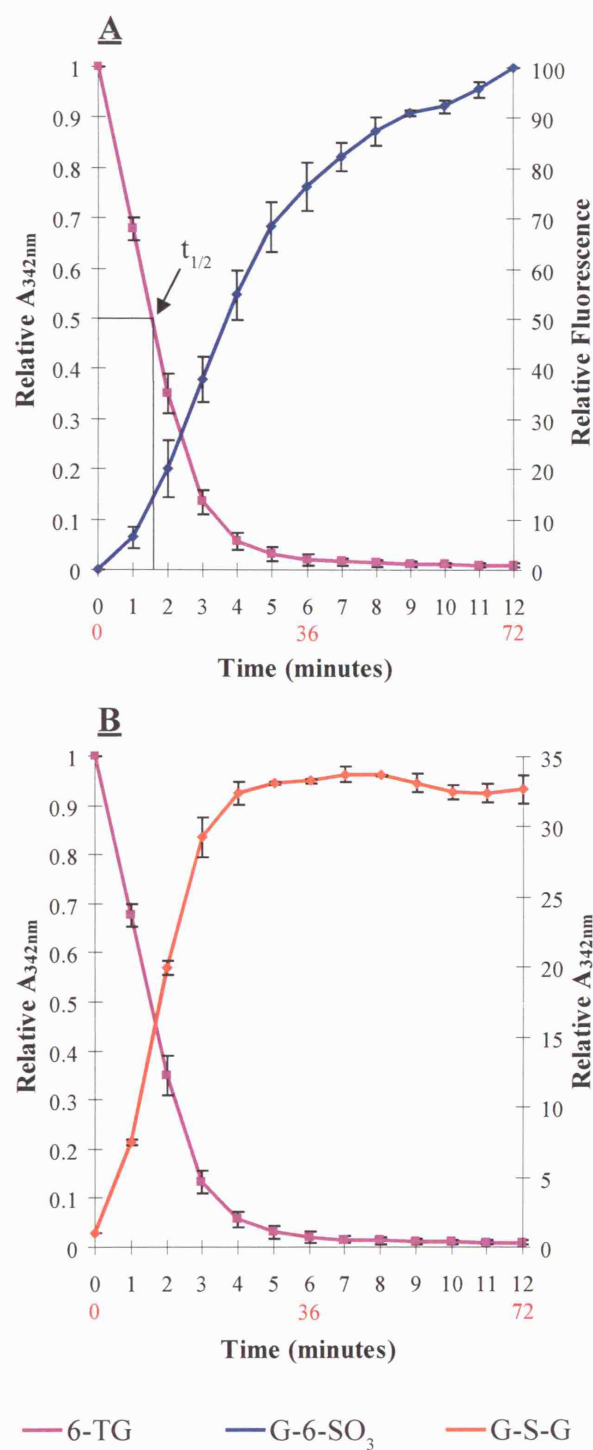 A
1
0.9
0.8
0.7
0.6
0.5
0.4
0.3
0.2
0.1
0
Relative A342nm
t1/2
100
90
80
70
60
50
40
30
20
10
0
Relative Fluorescence
0 1 2 3 4 5 6 7 8 9 10 11 12
0 36 72
Time (minutes)
B
1
0.9
0.8
0.7
0.6
0.5
0.4
0.3
0.2
0.1
0
Relative A342nm
35
30
25
20
15
10
5
0
Relative A342nm
0 1 2 3 4 5 6 7 8 9 10 11 12
0 36 72
Time (minutes)
6-TG G-6-SO3 G-S-G